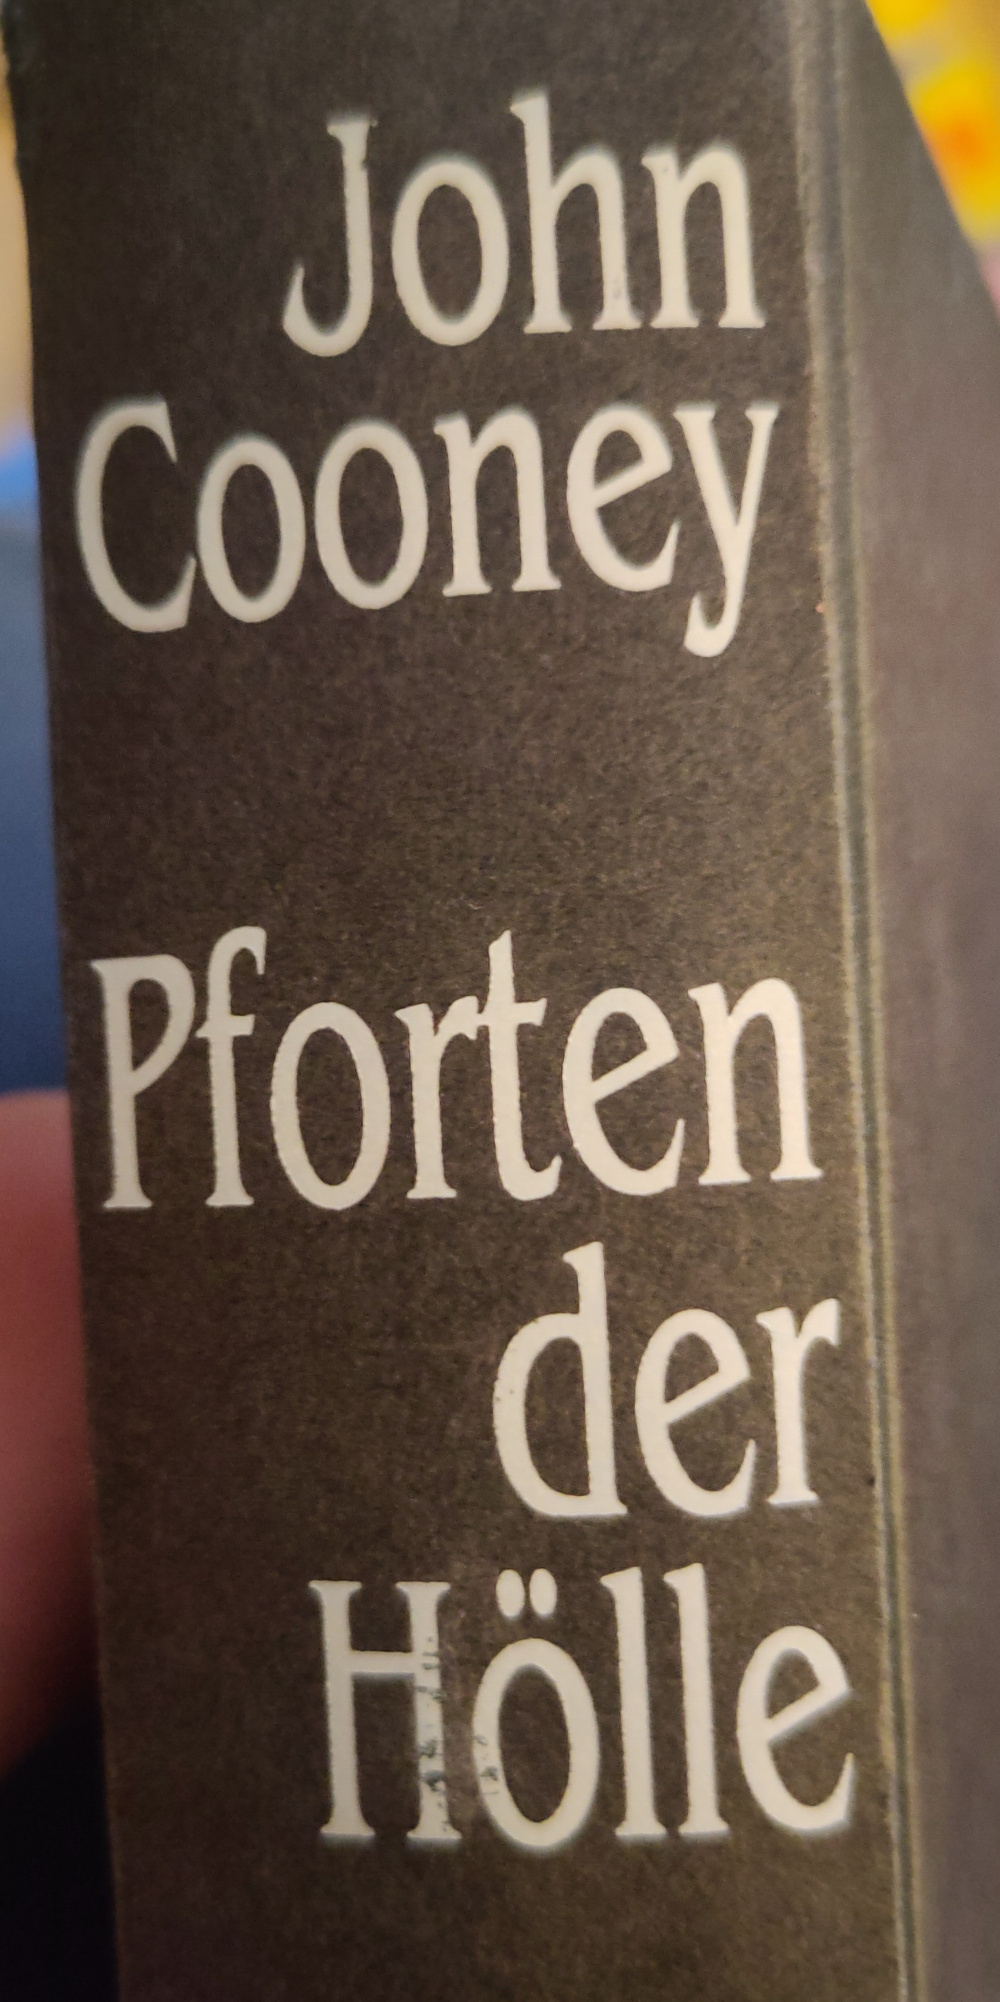 John
Cooney
Pforten
der
Hölle